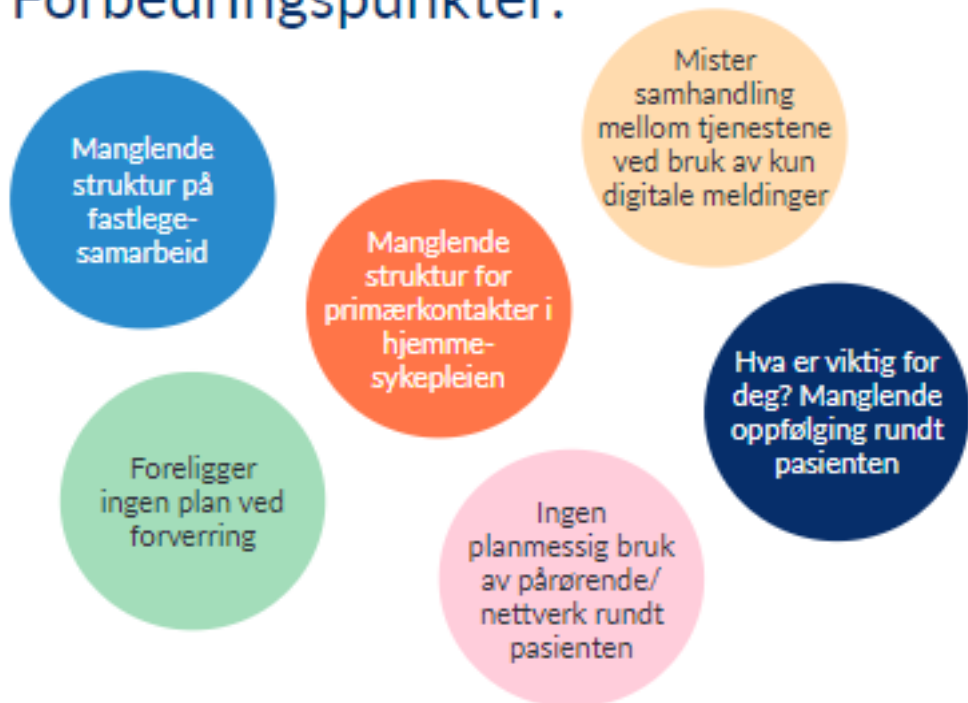 Forbedringspunkter:
Mister
samhandling
mellom tjenestene
ved bruk av kun
digitale meldinger
Manglende
struktur på
fastlege-
samarbeid
Manglende
struktur for
primærkontakter i
hjemme-
sykepleien
Hva er viktig for
deg? Manglende
oppfølging rundt
pasienten
Foreligger
ingen plan ved
forverring
Ingen
planmessig bruk
av pårørende/
nettverk rundt
pasienten